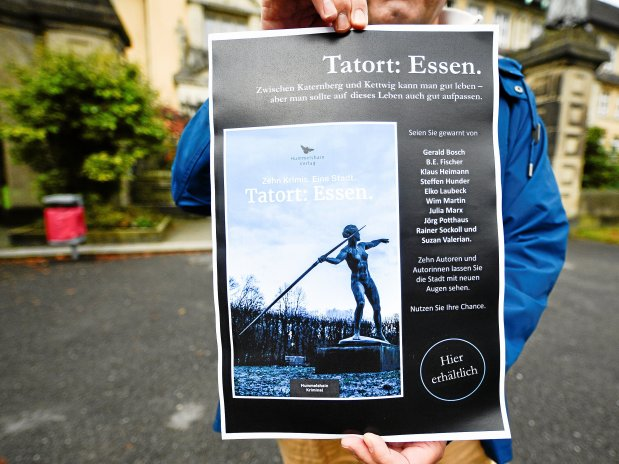 Tatort: Essen.
Zwischen Katernberg und Kettwig kann man gut leben –
aber man sollte auf dieses Leben auch gut aufpassen.
Hummelshain
Verlag
Zehn Krimis. Eine Stadt.
Tatort: Essen.
Hummelshain
Kriminal
Seien Sie gewarnt von
Gerald Bosch
B.E. Fischer
Klaus Heimann
Steffen Hunder
Elko Laubeck
Wim Martin
Julia Marx
Jörg Potthaus
Rainer Sockoll und
Suzan Valerian.
Zehn Autoren und
Autorinnen lassen Sie
die Stadt mit neuen
Augen sehen.
Nutzen Sie Ihre Chance.
Hier
erhältlich